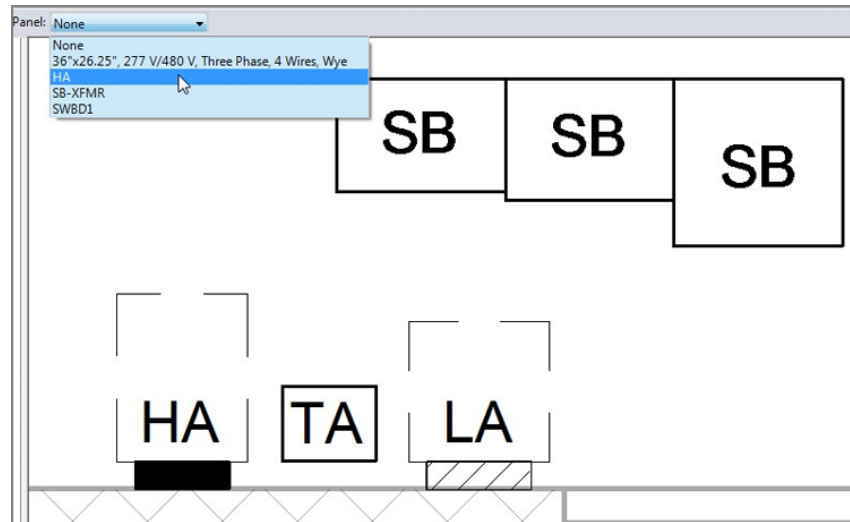 Panel: None
None
36"x26.25", 277 V/480 V, Three Phase, 4 Wires, Wye
HA
SB-XFMR
SWBD1
SB SB SB
HA TA LA